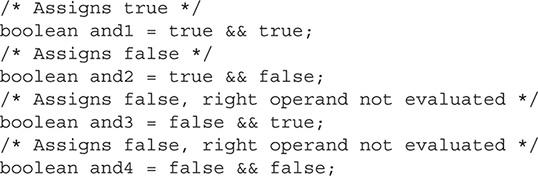 /* Assigns true */
boolean and1 = true && true;
/* Assigns false */
boolean and2 = true && false;
/* Assigns false, right operand not evaluated */
boolean and3 = false && true;
/* Assigns false, right operand not evaluated */
boolean and4 = false && false;